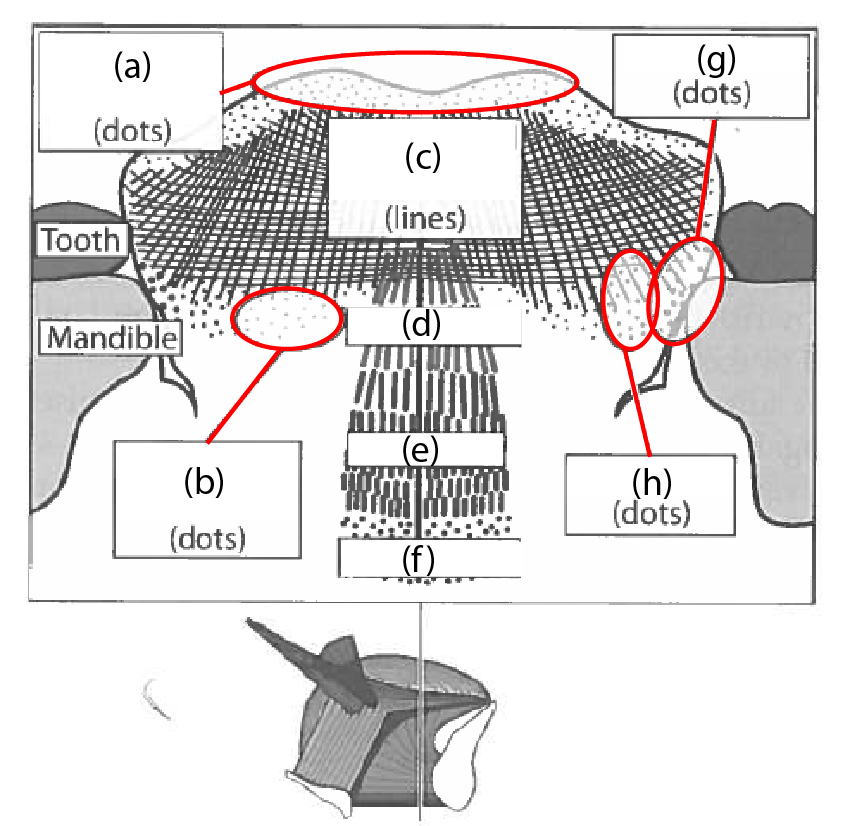 (a)
(dots)
(g)
(dots)
(c)
(lines)
Tooth
Mandible
(d)
(e)
(b)
(dots)
(h)
(dots)
(f)